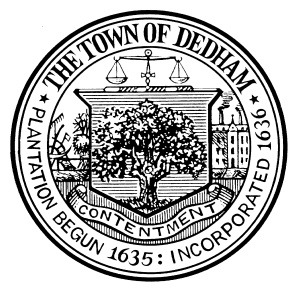 THE TOWN OF DEDHAM
PLANTATION BEGUN 1635: INCORPORATED 1636
CONTENTMENT